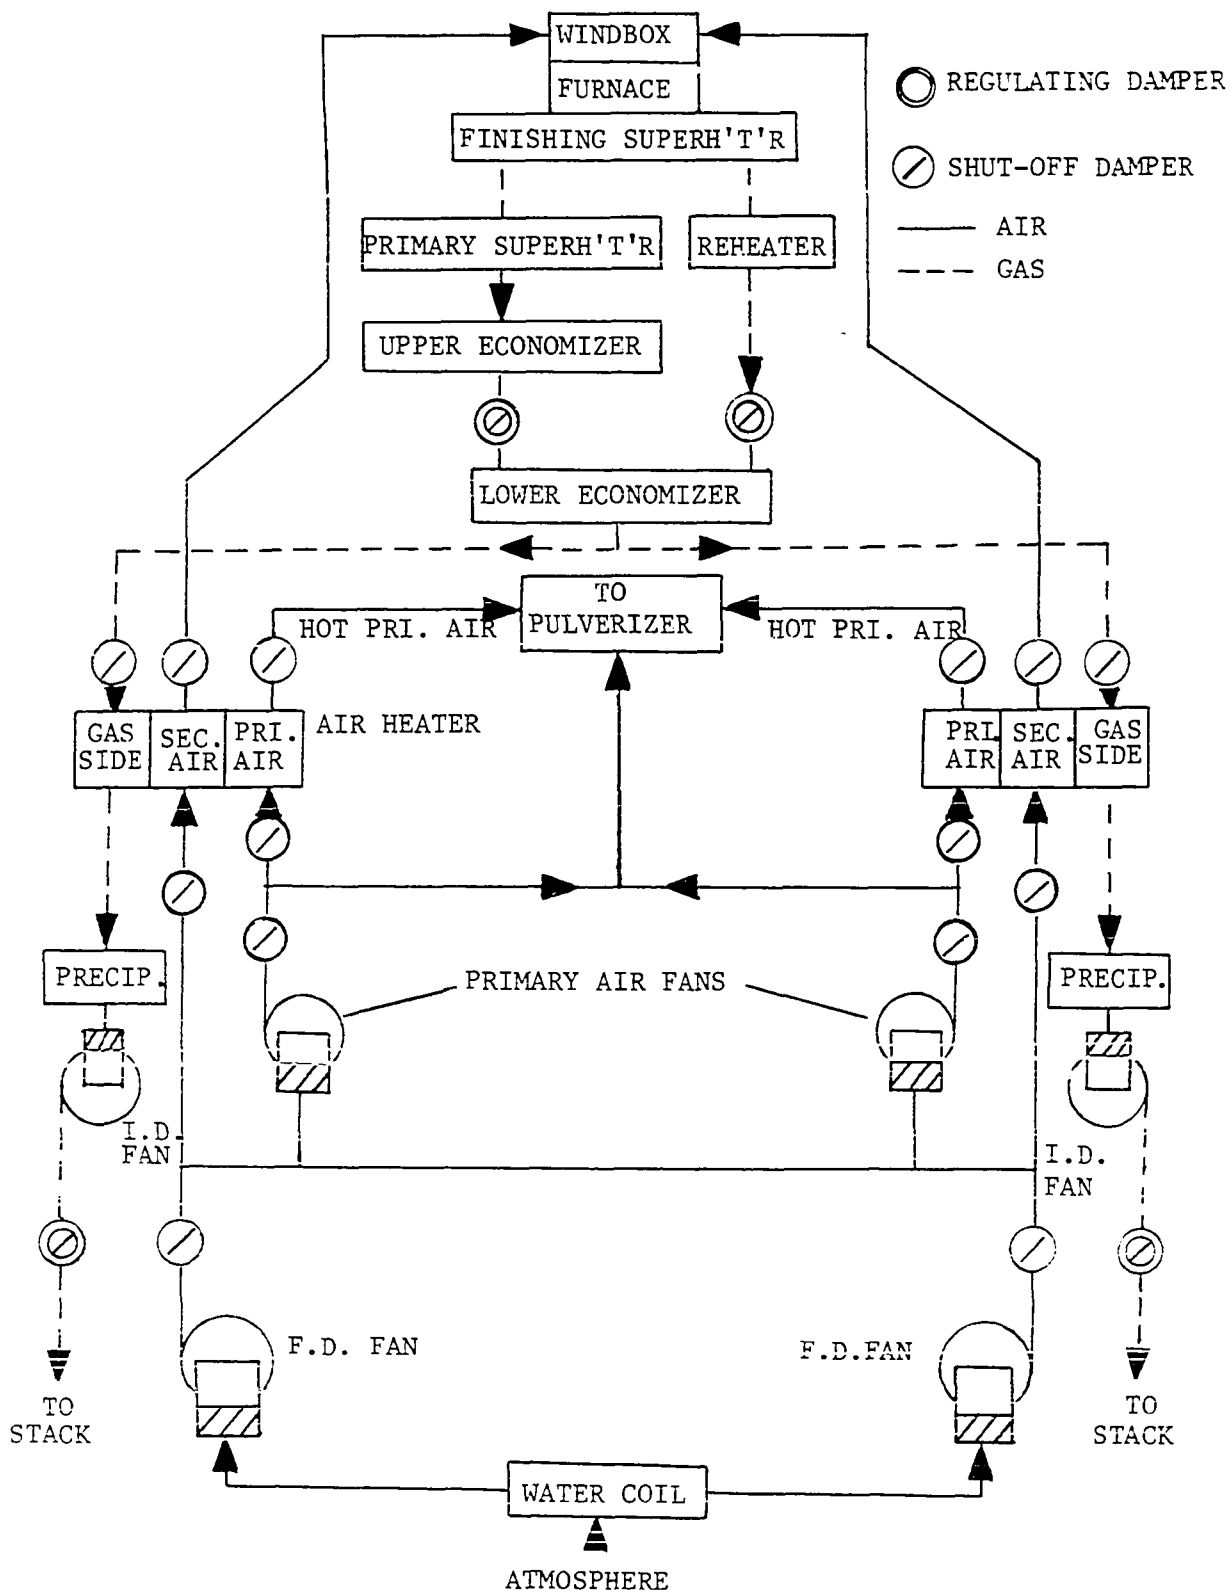 WINDBOX
FURNACE
FINISHING SUPERH'T'R
REGULATING DAMPER
SHUT-OFF DAMPER
AIR
GAS
PRIMARY SUPERH'T'R
REHEATER
UPPER ECONOMIZER
LOWER ECONOMIZER
TO
PULVERIZER
HOT PRI. AIR
HOT PRI. AIR
GAS
SIDE
SEC.
AIR
PRI.
AIR
AIR HEATER
PRI.
AIR
SEC.
AIR
GAS
SIDE
PRECIP.
PRIMARY AIR FANS
PRECIP.
I.D.
FAN
I.D.
FAN
F.D. FAN
F.D.FAN
TO
STACK
TO
STACK
WATER COIL
ATMOSPHERE